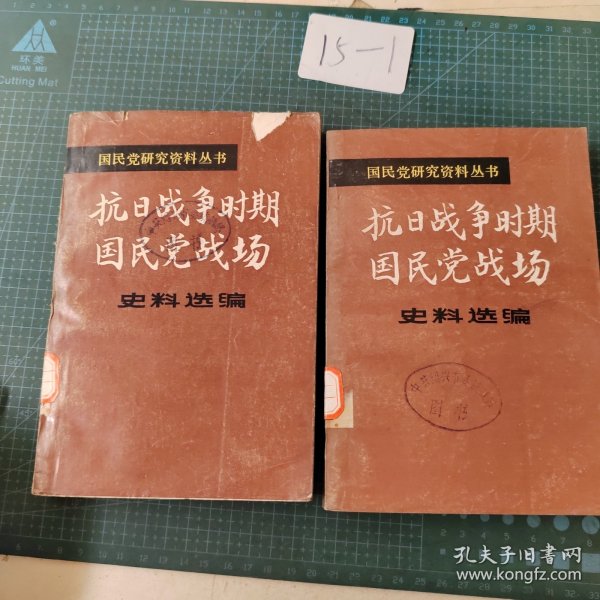 环美
HUAN MEI
Cutting Mat
15-1
国民党研究资料丛书
抗日战争时期
国民党战场
史料选编
国民党研究资料丛书
抗日战争时期
国民党战场
史料选编
图书
孔夫子旧书网
www.kongfz.com